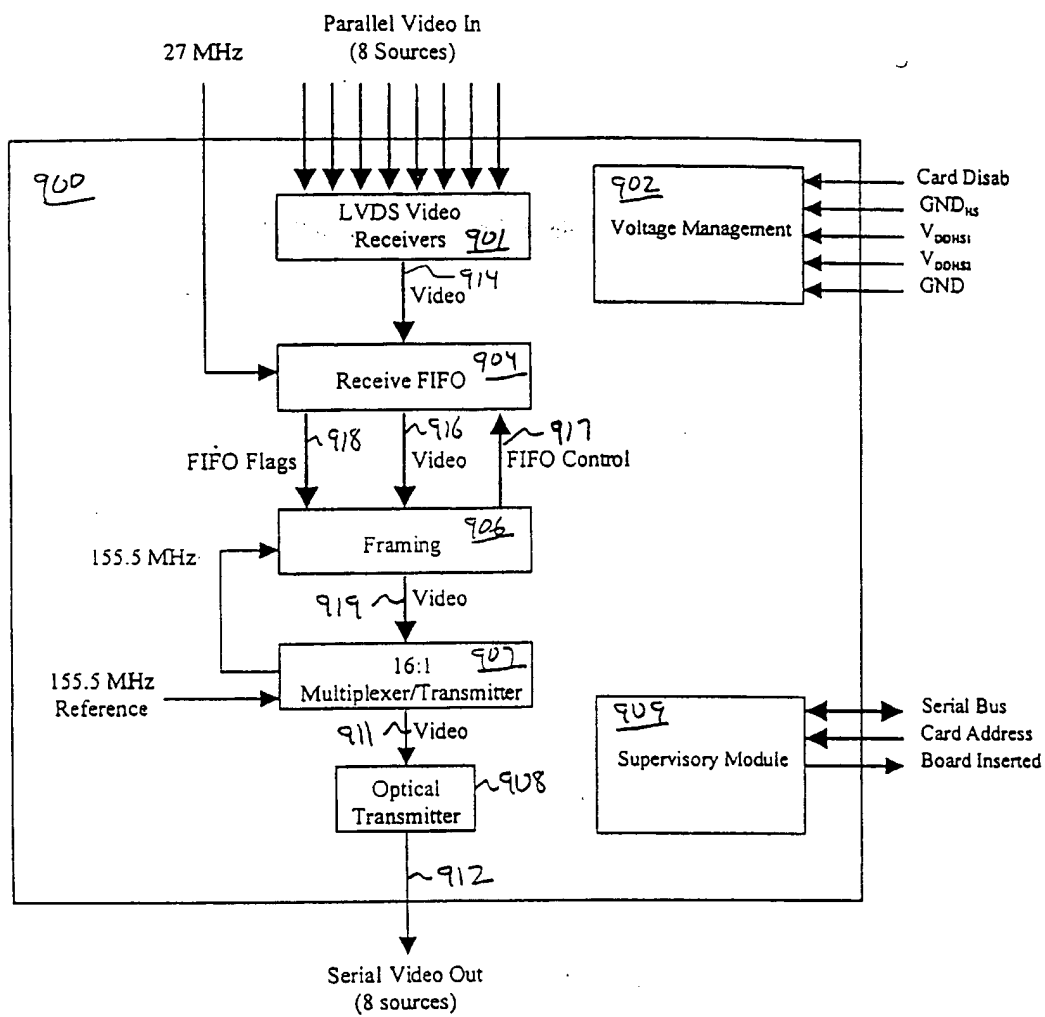 Parallel Video In
(8 Sources)
27 MHz
900
LVDS Video
Receivers 901
914
Video
902
Voltage Management
Card Disab
GNDHS
VDDHS1
VDDHS2
GND
904
Receive FIFO
918
916
917
FIFO Flags
Video
FIFO Control
906
Framing
155.5 MHz
919
Video
907
16:1
Multiplexer/Transmitter
155.5 MHz
Reference
911
Video
Optical
Transmitter
908
909
Supervisory Module
Serial Bus
Card Address
Board Inserted
912
Serial Video Out
(8 sources)